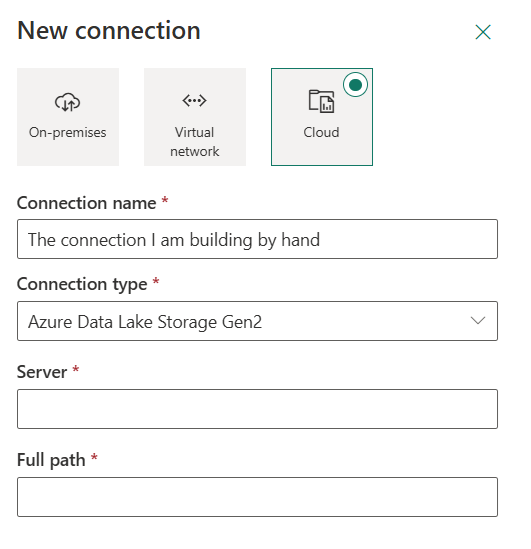 New connection
On-premises
Virtual
network
Cloud
Connection name *
The connection I am building by hand
Connection type *
Azure Data Lake Storage Gen2
Server *
Full path *